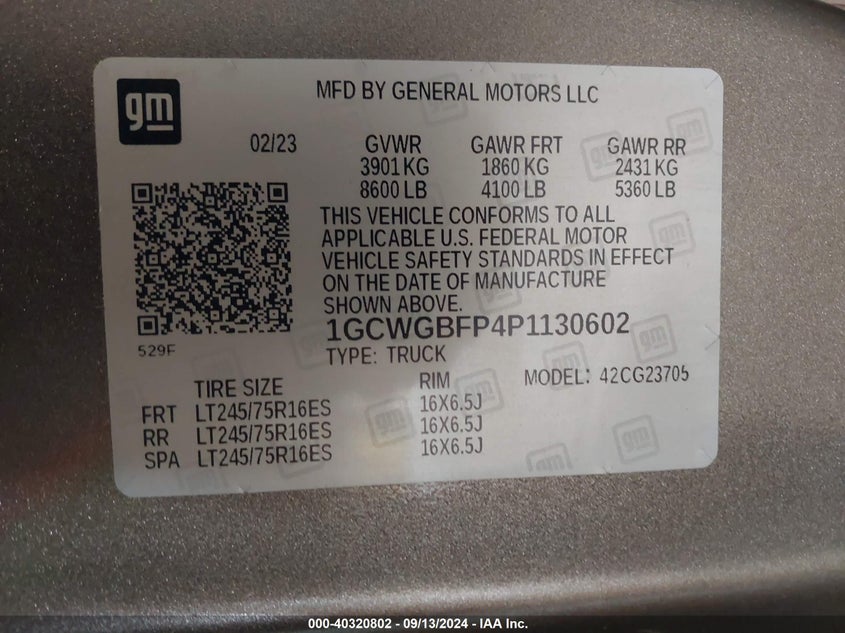 gm
MFD BY GENERAL MOTORS LLC
02/23 GVWR GAWR FRT GAWR RR
3901 KG 1860 KG 2431 KG
8600 LB 4100 LB 5360 LB
THIS VEHICLE CONFORMS TO ALL
APPLICABLE U.S. FEDERAL MOTOR
VEHICLE SAFETY STANDARDS IN EFFECT
ON THE DATE OF MANUFACTURE
SHOWN ABOVE.
529F
1GCWGBFP4P1130602
TYPE: TRUCK
TIRE SIZE RIM MODEL: 42CG23705
FRT LT245/75R16ES 16X6.5J
RR LT245/75R16ES 16X6.5J
SPA LT245/75R16ES 16X6.5J
000-40320802 - 09/13/2024 - IAA Inc.